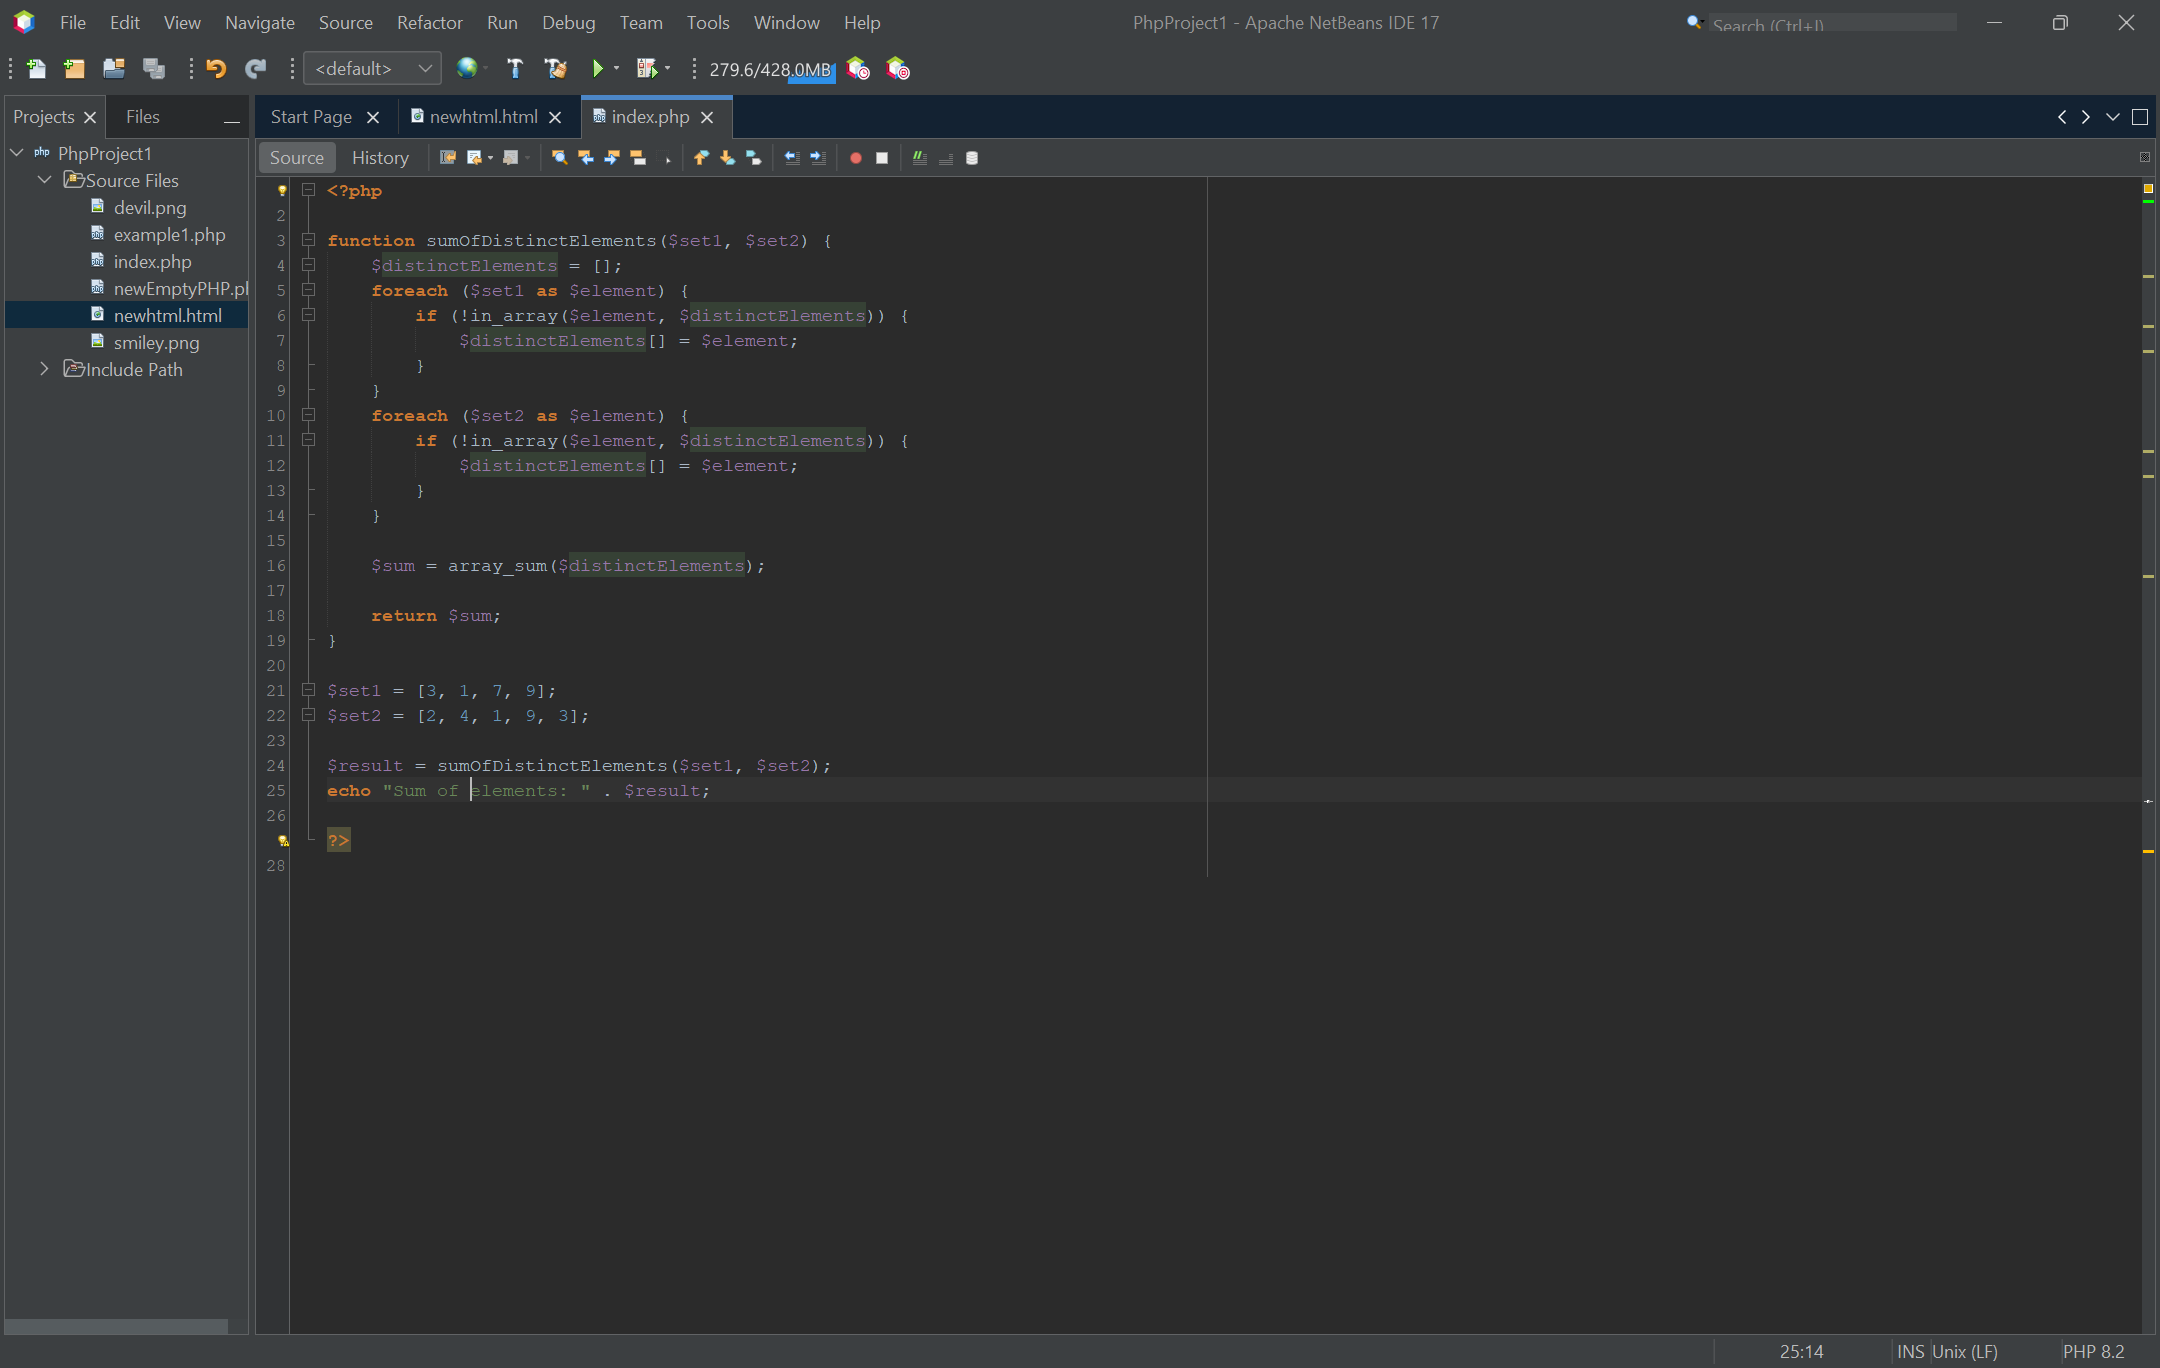 File Edit View Navigate Source Refactor Run Debug Team Tools Window Help
PhpProject1 - Apache NetBeans IDE 17
Search (Ctrl+I)
<default>
279.6/428.0MB
Projects
Files
Start Page
newhtml.html
index.php
PhpProject1
Source Files
devil.png
example1.php
index.php
newEmptyPHP.pl
newhtml.html
smiley.png
Include Path
Source History
<?php
2
3 function sumOfDistinctElements($set1, $set2) {
4 $distinctElements = [];
5 foreach ($set1 as $element) {
6 if (!in_array($element, $distinctElements)) {
7 $distinctElements[] = $element;
8 }
9 }
10 foreach ($set2 as $element) {
11 if (!in_array($element, $distinctElements)) {
12 $distinctElements[] = $element;
13 }
14 }
15
16 $sum = array_sum($distinctElements);
17
18 return $sum;
19 }
20
21 $set1 = [3, 1, 7, 9];
22 $set2 = [2, 4, 1, 9, 3];
23
24 $result = sumOfDistinctElements($set1, $set2);
25 echo "Sum of elements: " . $result;
26
?>
28
25:14 INS Unix (LF) PHP 8.2